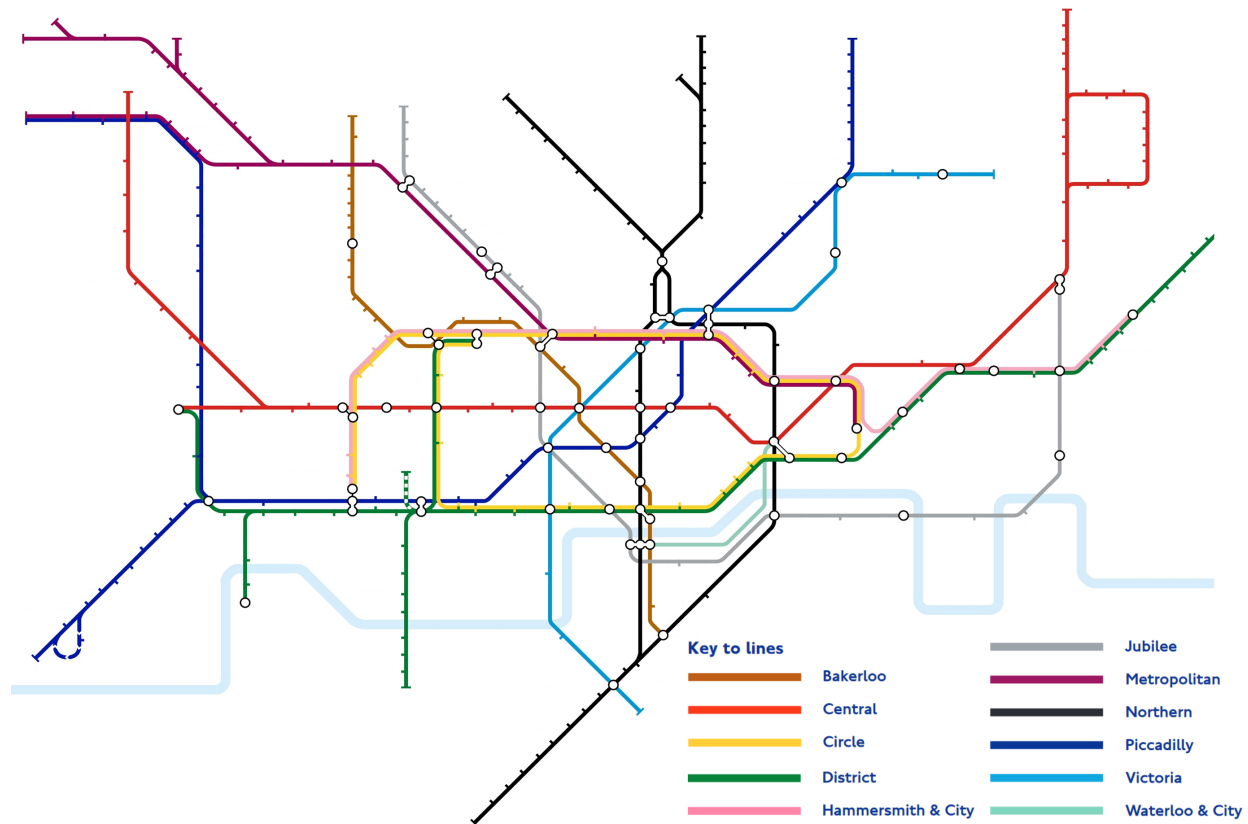 Key to lines
Bakerloo
Central
Circle
District
Hammersmith & City
Jubilee
Metropolitan
Northern
Piccadilly
Victoria
Waterloo & City